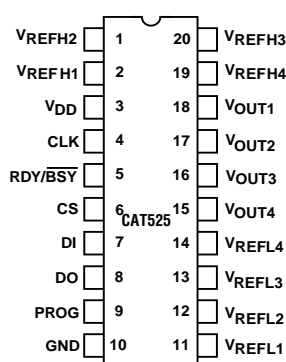 VREFH2 1 20 VREFH3
VREFH1 2 19 VREFH4
VDD 3 18 VOUT1
CLK 4 17 VOUT2
RDY/BSY 5 16 VOUT3
CS 6 15 VOUT4
CAT525
DI 7 14 VREFL4
DO 8 13 VREFL3
PROG 9 12 VREFL2
GND 10 11 VREFL1